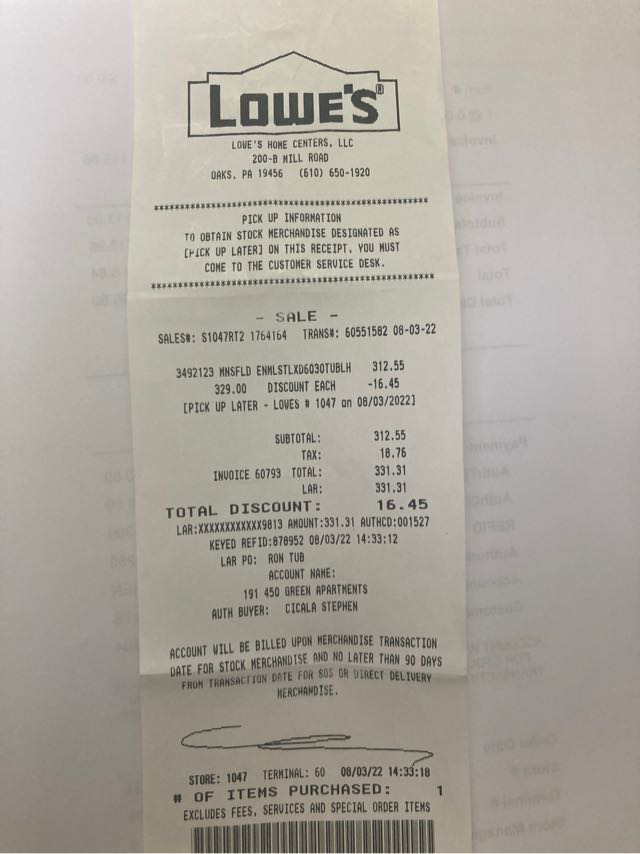 LOWE'S®
LOWE'S HOME CENTERS, LLC
200-B MILL ROAD
OAKS, PA 19456 (610) 650-1920
******************************************************
PICK UP INFORMATION
TO OBTAIN STOCK MERCHANDISE DESIGNATED AS
[PICK UP LATER] ON THIS RECEIPT, YOU MUST
COME TO THE CUSTOMER SERVICE DESK.
******************************************************
- SALE -
SALES#: S1047RT2 1764164 TRANS#: 60551582 08-03-22
3492123 MNSFLD ENMLSTLXD6030TUBLH 312.55
329.00 DISCOUNT EACH -16.45
[PICK UP LATER - LOWES # 1047 on 08/03/2022]
SUBTOTAL: 312.55
TAX: 18.76
INVOICE 60793 TOTAL: 331.31
LAR: 331.31
TOTAL DISCOUNT: 16.45
LAR:XXXXXXXXXXXX9813 AMOUNT:331.31 AUTHCD:001527
KEYED REFID:878952 08/03/22 14:33:12
LAR PO: RON TUB
ACCOUNT NAME:
191 450 GREEN APARTMENTS
AUTH BUYER: CICALA STEPHEN
ACCOUNT WILL BE BILLED UPON MERCHANDISE TRANSACTION
DATE FOR STOCK MERCHANDISE AND NO LATER THAN 90 DAYS
FROM TRANSACTION DATE FOR SOS OR DIRECT DELIVERY
MERCHANDISE.
STORE: 1047 TERMINAL: 60 08/03/22 14:33:18
# OF ITEMS PURCHASED: 1
EXCLUDES FEES, SERVICES AND SPECIAL ORDER ITEMS